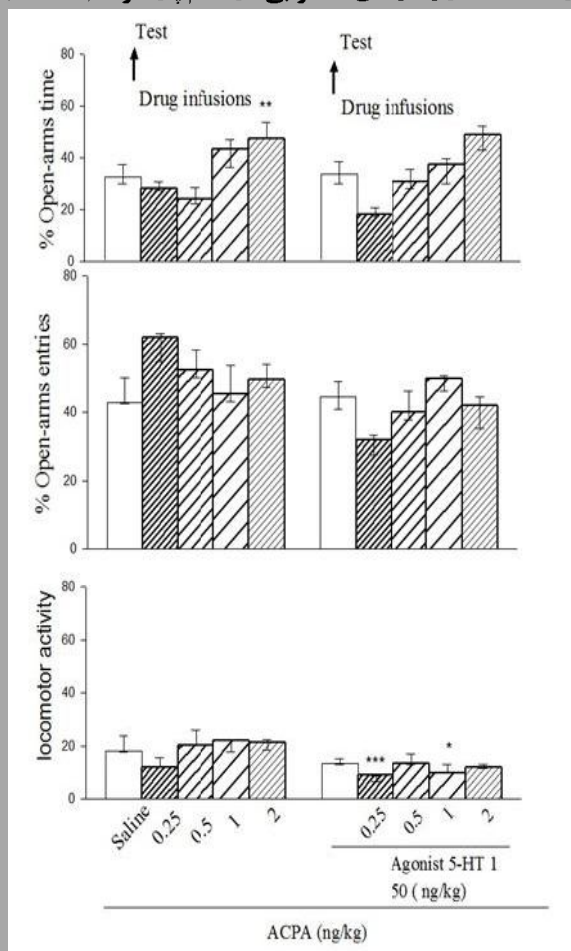 Test
Test
Drug infusions
**
Drug infusions
% Open-arms time
80
60
40
20
0
% Open-arms entries
80
60
40
20
0
locomotor activity
80
60
40
20
0
***
*
Saline 0.25 0.5 1 2 0.25 0.5 1 2
Agonist 5-HT 1
50 ( ng/kg)
ACPA (ng/kg)